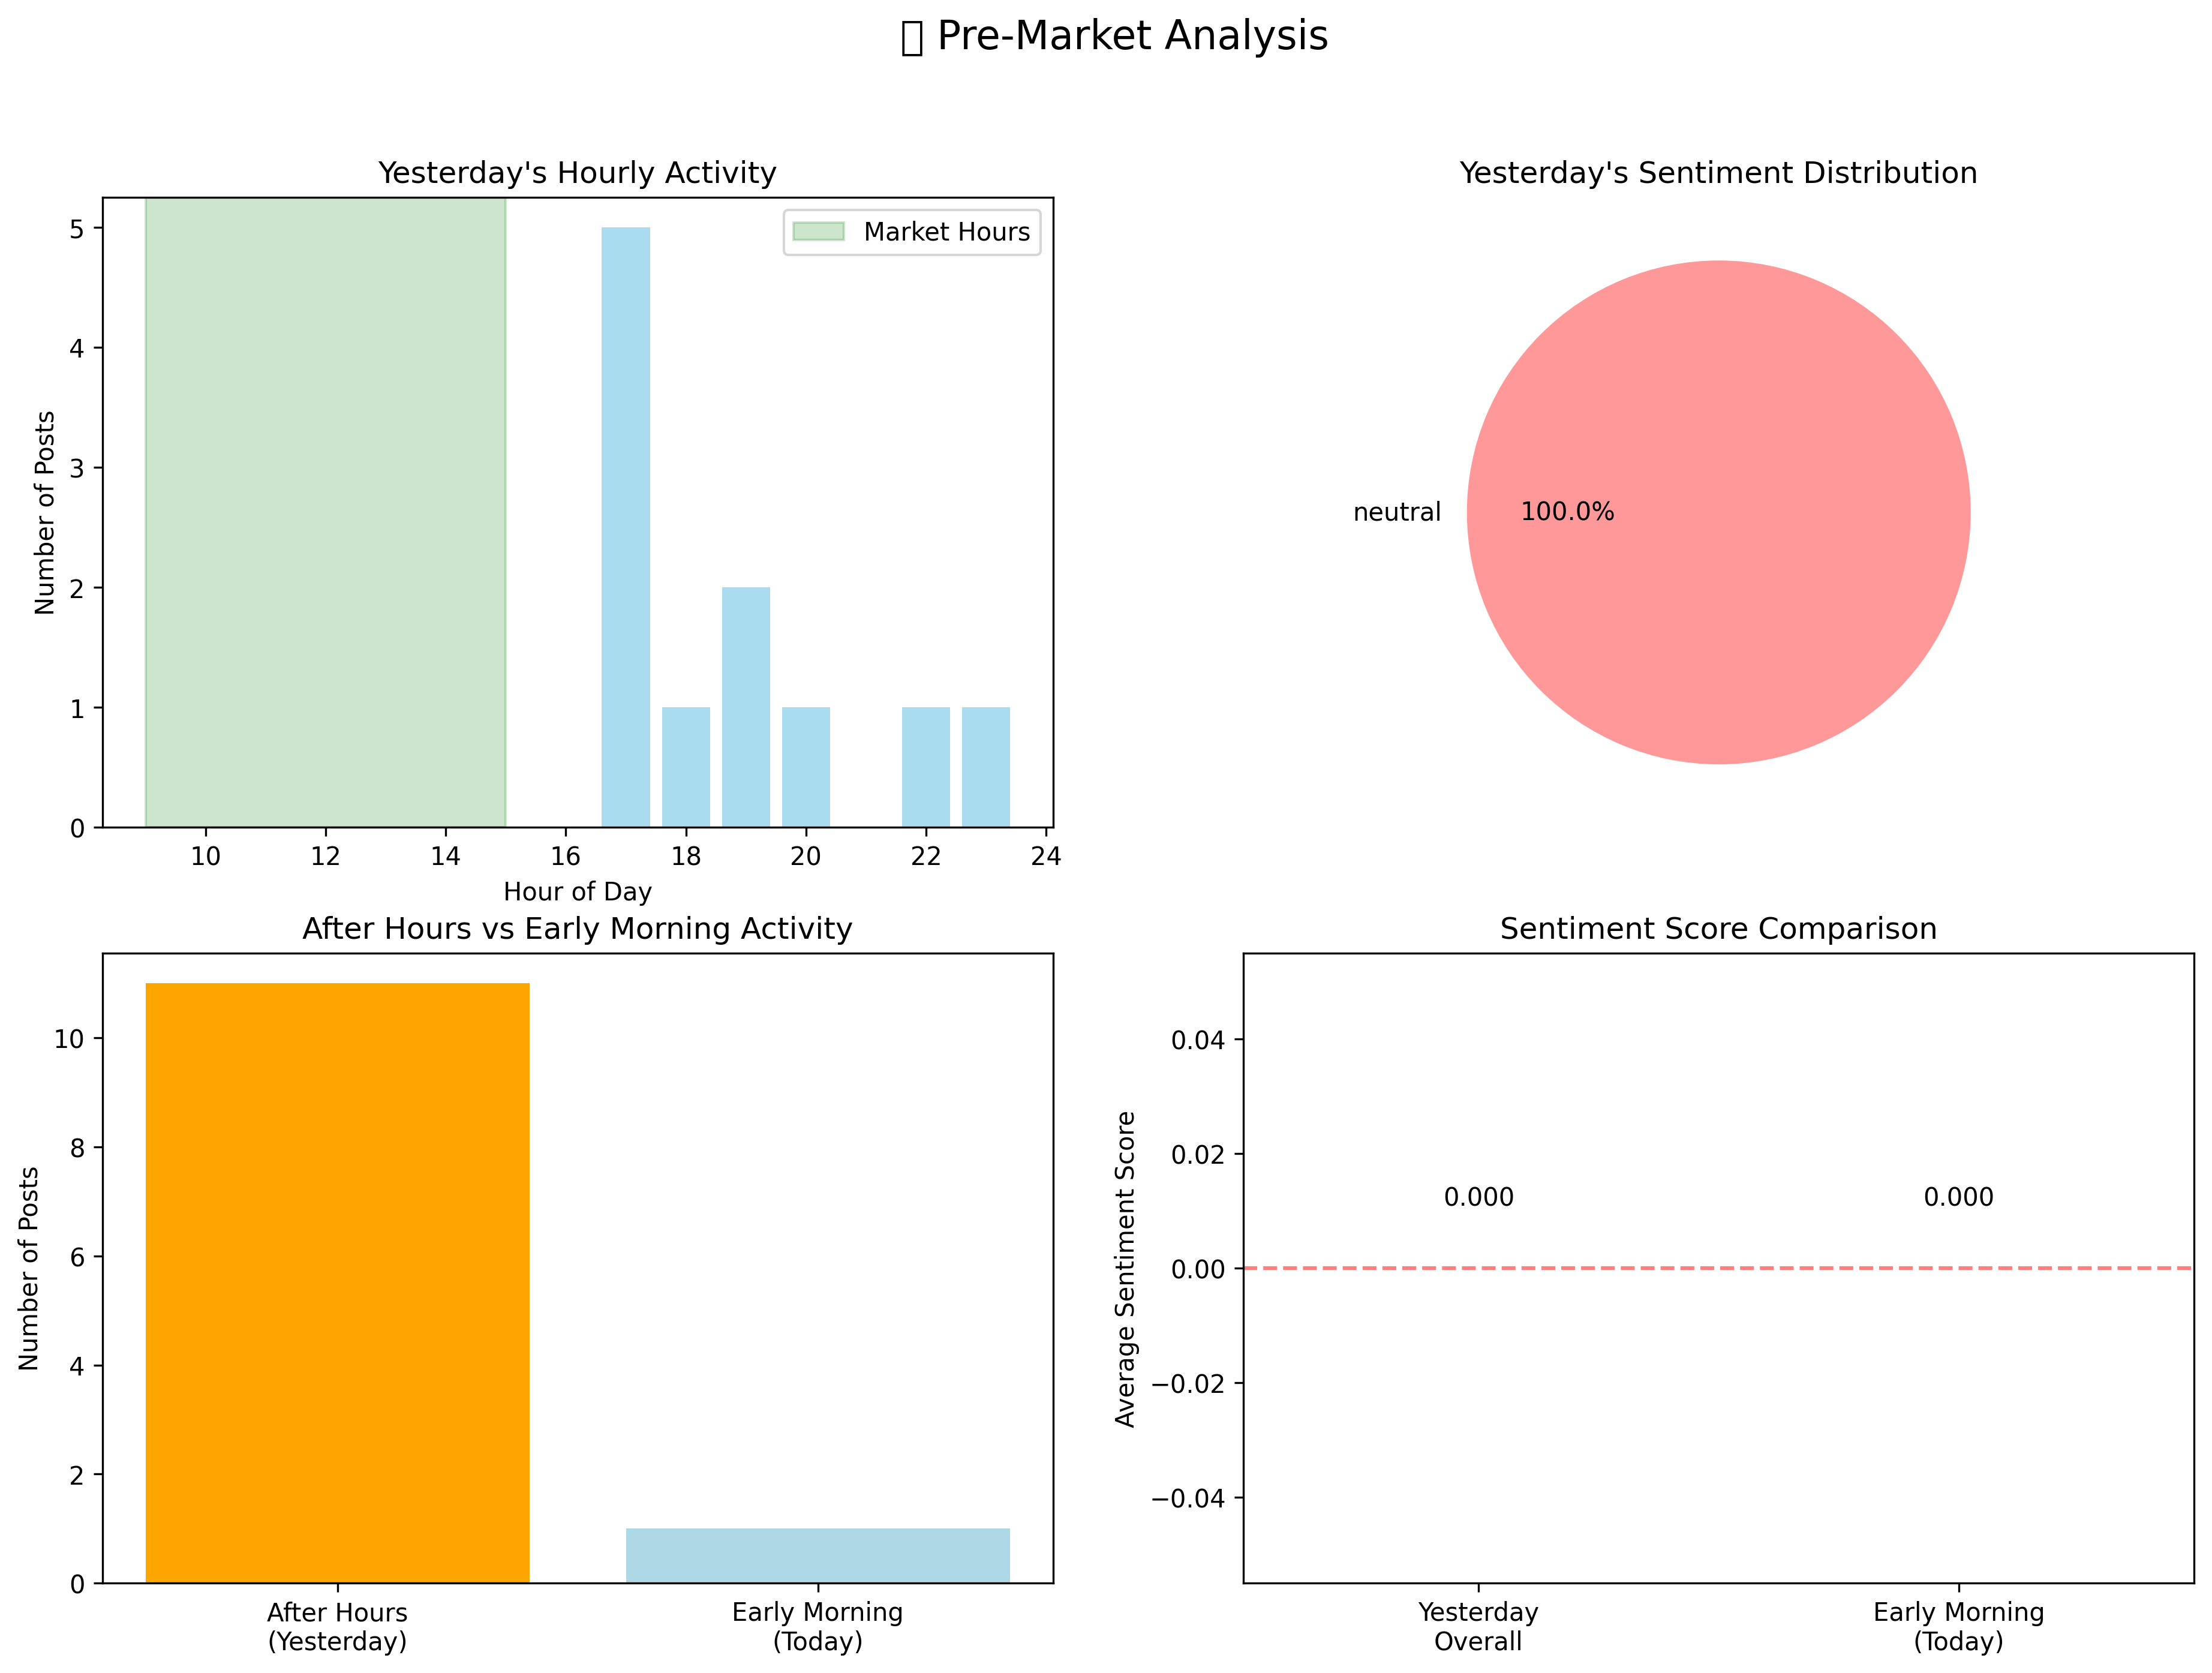 Pre-Market Analysis
Yesterday's Hourly Activity
Market Hours
Number of Posts
5
4
3
2
1
0
10 12 14 16 18 20 22 24
Hour of Day
Yesterday's Sentiment Distribution
neutral
100.0%
After Hours vs Early Morning Activity
Number of Posts
10
8
6
4
2
0
After Hours
(Yesterday)
Early Morning
(Today)
Sentiment Score Comparison
Average Sentiment Score
0.04
0.02
0.00
−0.02
−0.04
0.000
0.000
Yesterday
Overall
Early Morning
(Today)